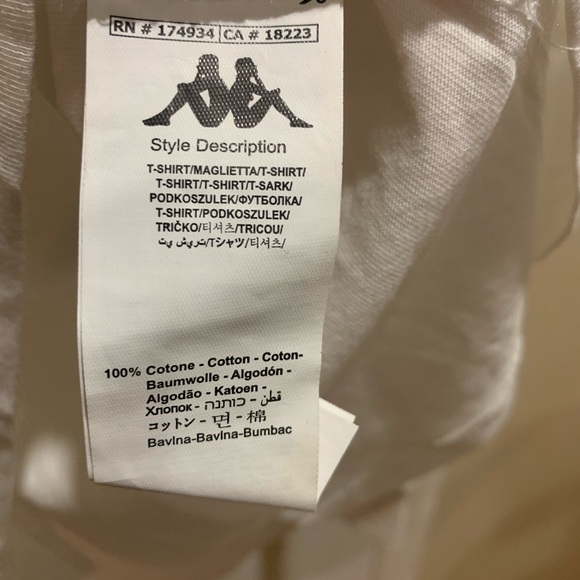 RN # 174934 CA # 18223
Style Description
T-SHIRT/MAGLIETTA/T-SHIRT/
T-SHIRT/T-SHIRT/T-SARK/
PODKOSZULEK/ФУТБОЛКА/
T-SHIRT/PODKOSZULEK/
TRIČKO/티셔츠/TRICOU/
تي شيرت/Tシャツ/티셔츠/
100% Cotone - Cotton - Coton-
Baumwolle - Algodón -
Algodão - Katoen -
Хлопок - כותנה - قطن
コットン - 면 - 棉
Bavlna-Bavlna-Bumbac